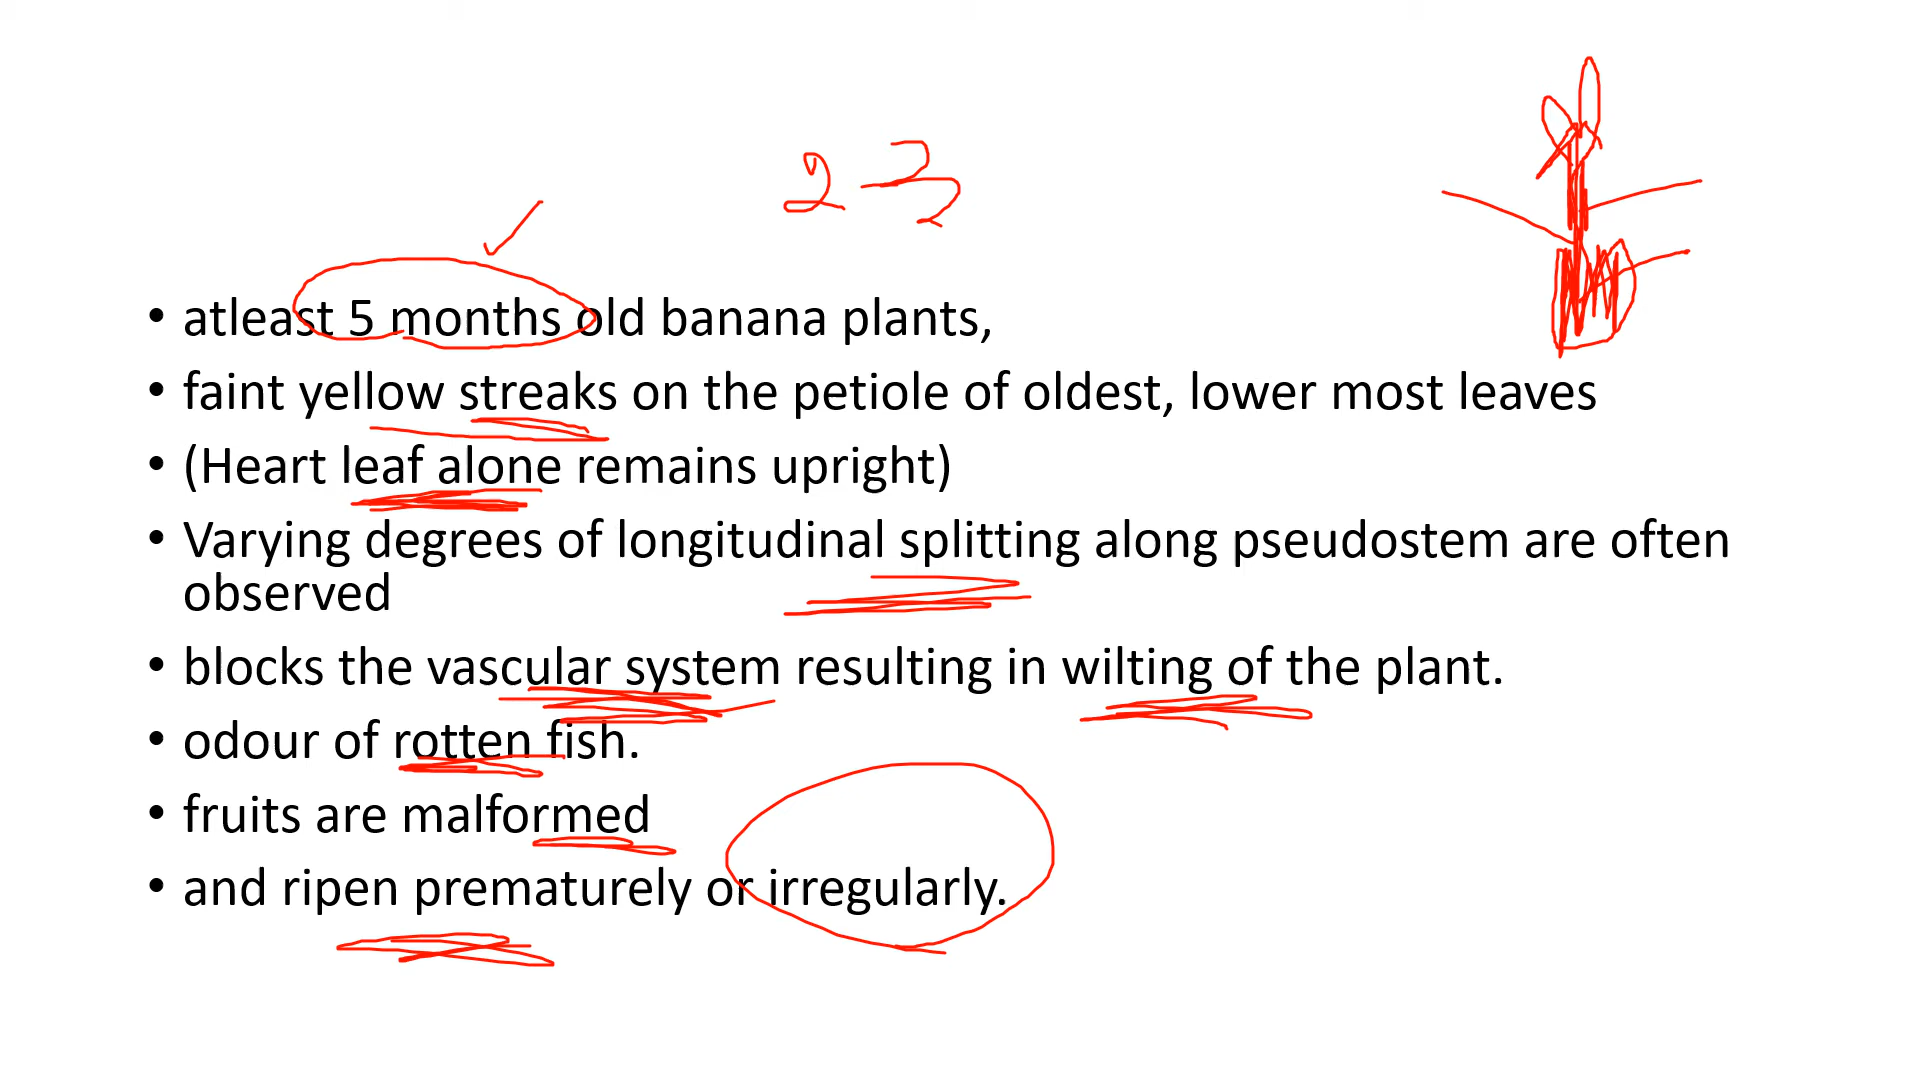 2-3
• atleast 5 months old banana plants,
• faint yellow streaks on the petiole of oldest, lower most leaves
• (Heart leaf alone remains upright)
• Varying degrees of longitudinal splitting along pseudostem are often
observed
• blocks the vascular system resulting in wilting of the plant.
• odour of rotten fish.
• fruits are malformed
• and ripen prematurely or irregularly.